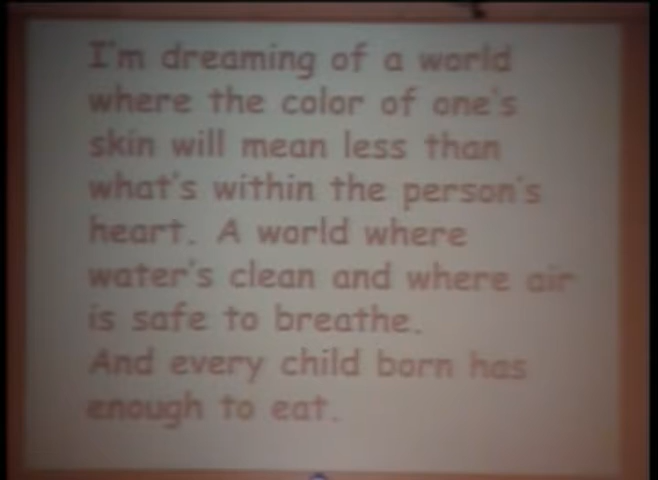 I'm dreaming of a world
where the color of one's
skin will mean less than
what's within the person's
heart. A world where
water's clean and where air
is safe to breathe.
And every child born has
enough to eat.